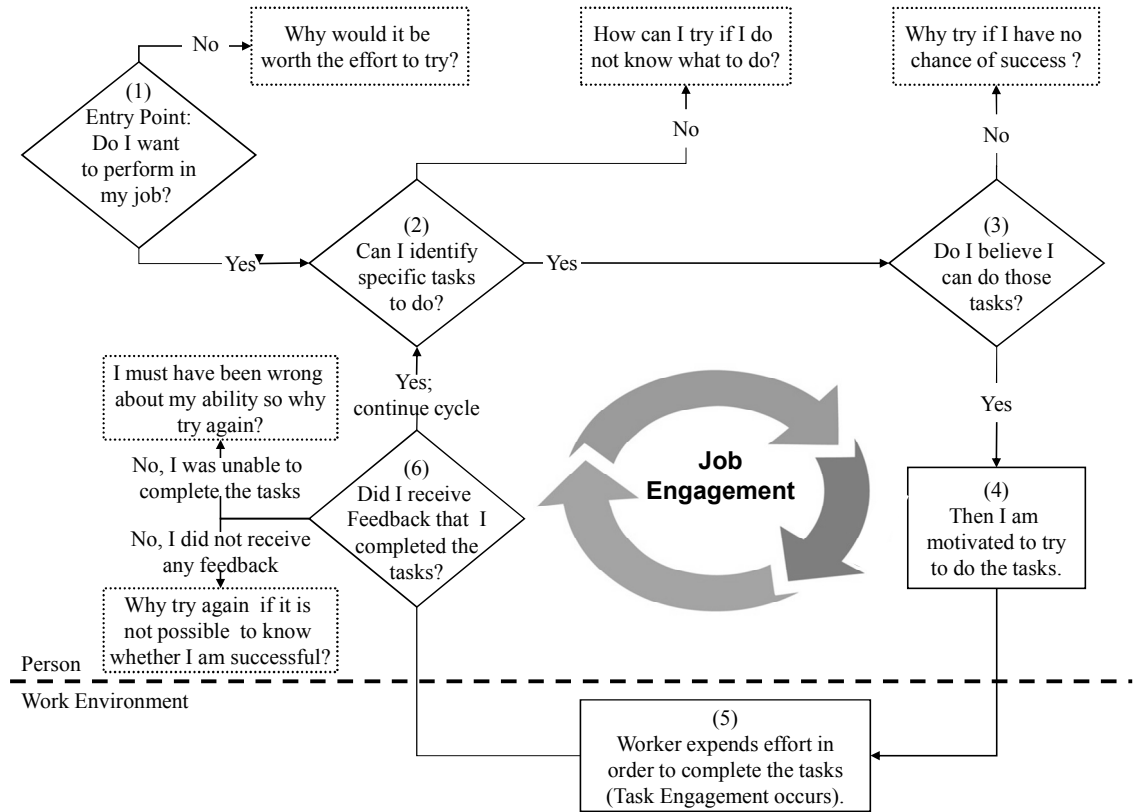 No
Why would it be
worth the effort to try?
How can I try if I do
not know what to do?
Why try if I have no
chance of success ?
(1)
Entry Point:
Do I want
to perform in
my job?
No
No
Yes
(2)
Can I identify
specific tasks
to do?
Yes
(3)
Do I believe I
can do those
tasks?
I must have been wrong
about my ability so why
try again?
Yes;
continue cycle
Yes
No, I was unable to
complete the tasks
(6)
Did I receive
Feedback that I
completed the
tasks?
Job
Engagement
(4)
Then I am
motivated to try
to do the tasks.
No, I did not receive
any feedback
Why try again if it is
not possible to know
whether I am successful?
Person
Work Environment
(5)
Worker expends effort in
order to complete the tasks
(Task Engagement occurs).